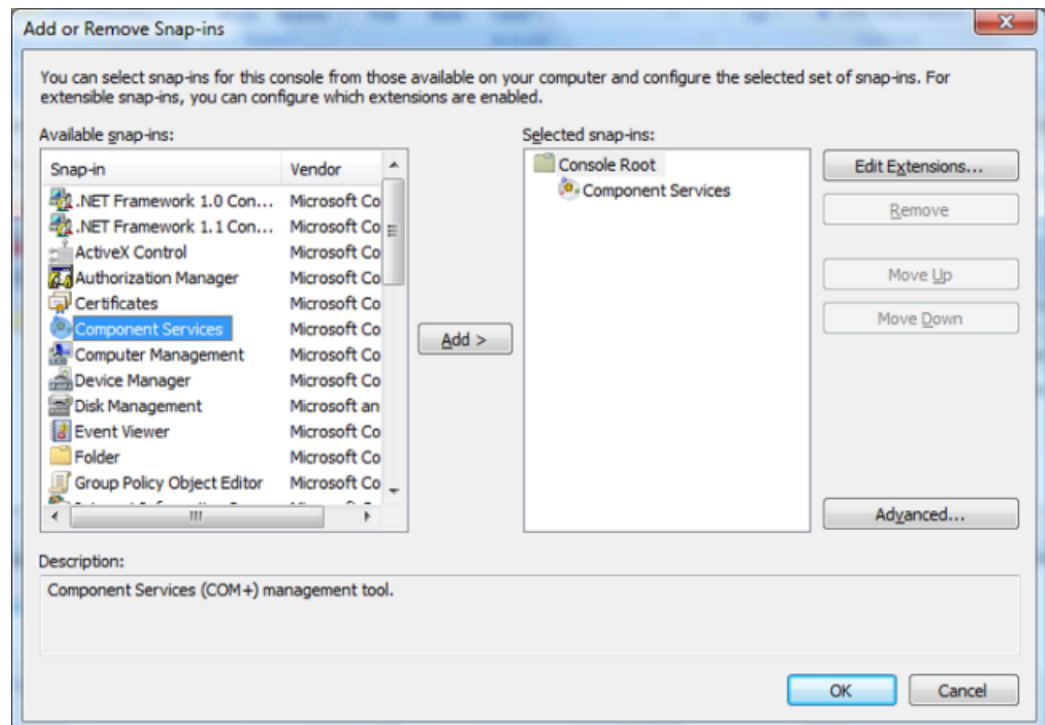 Add or Remove Snap-ins
You can select snap-ins for this console from those available on your computer and configure the selected set of snap-ins. For
extensible snap-ins, you can configure which extensions are enabled.
Available snap-ins:
Selected snap-ins:
Snap-in Vendor
.NET Framework 1.0 Con... Microsoft Co
.NET Framework 1.1 Con... Microsoft Co
ActiveX Control Microsoft Co
Authorization Manager Microsoft Co
Certificates Microsoft Co
Component Services Microsoft Co
Computer Management Microsoft Co
Device Manager Microsoft Co
Disk Management Microsoft an
Event Viewer Microsoft Co
Folder Microsoft Co
Group Policy Object Editor Microsoft Co
Add >
Console Root
Component Services
Edit Extensions...
Remove
Move Up
Move Down
Advanced...
Description:
Component Services (COM+) management tool.
OK
Cancel